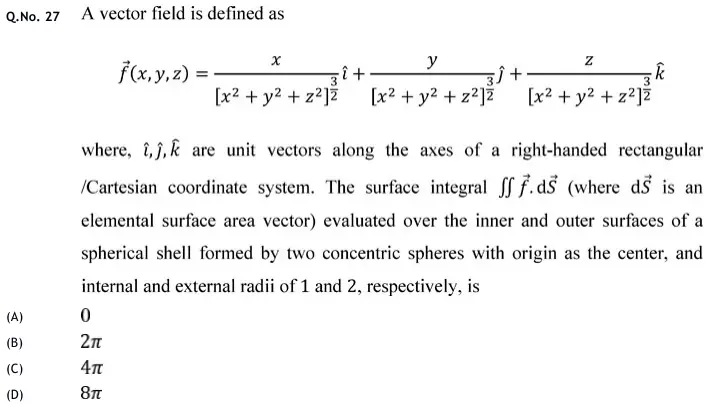 Q.No. 27 A vector field is defined as
f⃗(x, y, z) = x/[x² + y² + z²]^(3/2) î + y/[x² + y² + z²]^(3/2) ĵ + z/[x² + y² + z²]^(3/2) k̂
where, î, ĵ, k̂ are unit vectors along the axes of a right-handed rectangular
/Cartesian coordinate system. The surface integral ∬ f⃗. dS⃗ (where dS⃗ is an
elemental surface area vector) evaluated over the inner and outer surfaces of a
spherical shell formed by two concentric spheres with origin as the center, and
internal and external radii of 1 and 2, respectively, is
(A) 0
(B) 2π
(C) 4π
(D) 8π